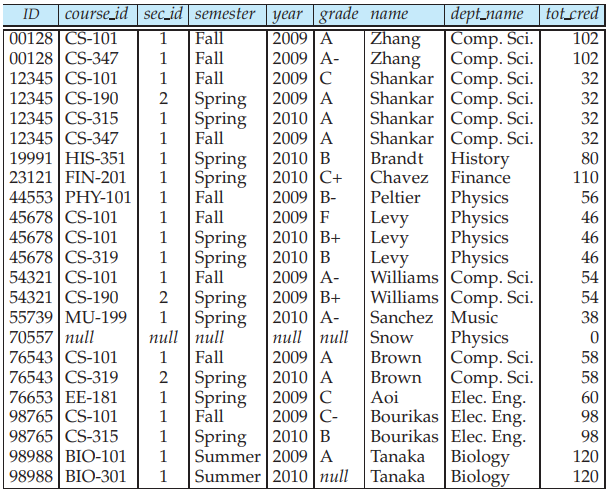 ID course_id sec_id semester year grade name dept_name tot_cred
00128 CS-101 1 Fall 2009 A Zhang Comp. Sci. 102
00128 CS-347 1 Fall 2009 A- Zhang Comp. Sci. 102
12345 CS-101 1 Fall 2009 C Shankar Comp. Sci. 32
12345 CS-190 2 Spring 2009 A Shankar Comp. Sci. 32
12345 CS-315 1 Spring 2010 A Shankar Comp. Sci. 32
12345 CS-347 1 Fall 2009 A Shankar Comp. Sci. 32
19991 HIS-351 1 Spring 2010 B Brandt History 80
23121 FIN-201 1 Spring 2010 C+ Chavez Finance 110
44553 PHY-101 1 Fall 2009 B- Peltier Physics 56
45678 CS-101 1 Fall 2009 F Levy Physics 46
45678 CS-101 1 Spring 2010 B+ Levy Physics 46
45678 CS-319 1 Spring 2010 B Levy Physics 46
54321 CS-101 1 Fall 2009 A- Williams Comp. Sci. 54
54321 CS-190 2 Spring 2009 B+ Williams Comp. Sci. 54
55739 MU-199 1 Spring 2010 A- Sanchez Music 38
70557 null null null null null Snow Physics 0
76543 CS-101 1 Fall 2009 A Brown Comp. Sci. 58
76543 CS-319 2 Spring 2010 A Brown Comp. Sci. 58
76653 EE-181 1 Spring 2009 C Aoi Elec. Eng. 60
98765 CS-101 1 Fall 2009 C- Bourikas Elec. Eng. 98
98765 CS-315 1 Spring 2010 B Bourikas Elec. Eng. 98
98988 BIO-101 1 Summer 2009 A Tanaka Biology 120
98988 BIO-301 1 Summer 2010 null Tanaka Biology 120